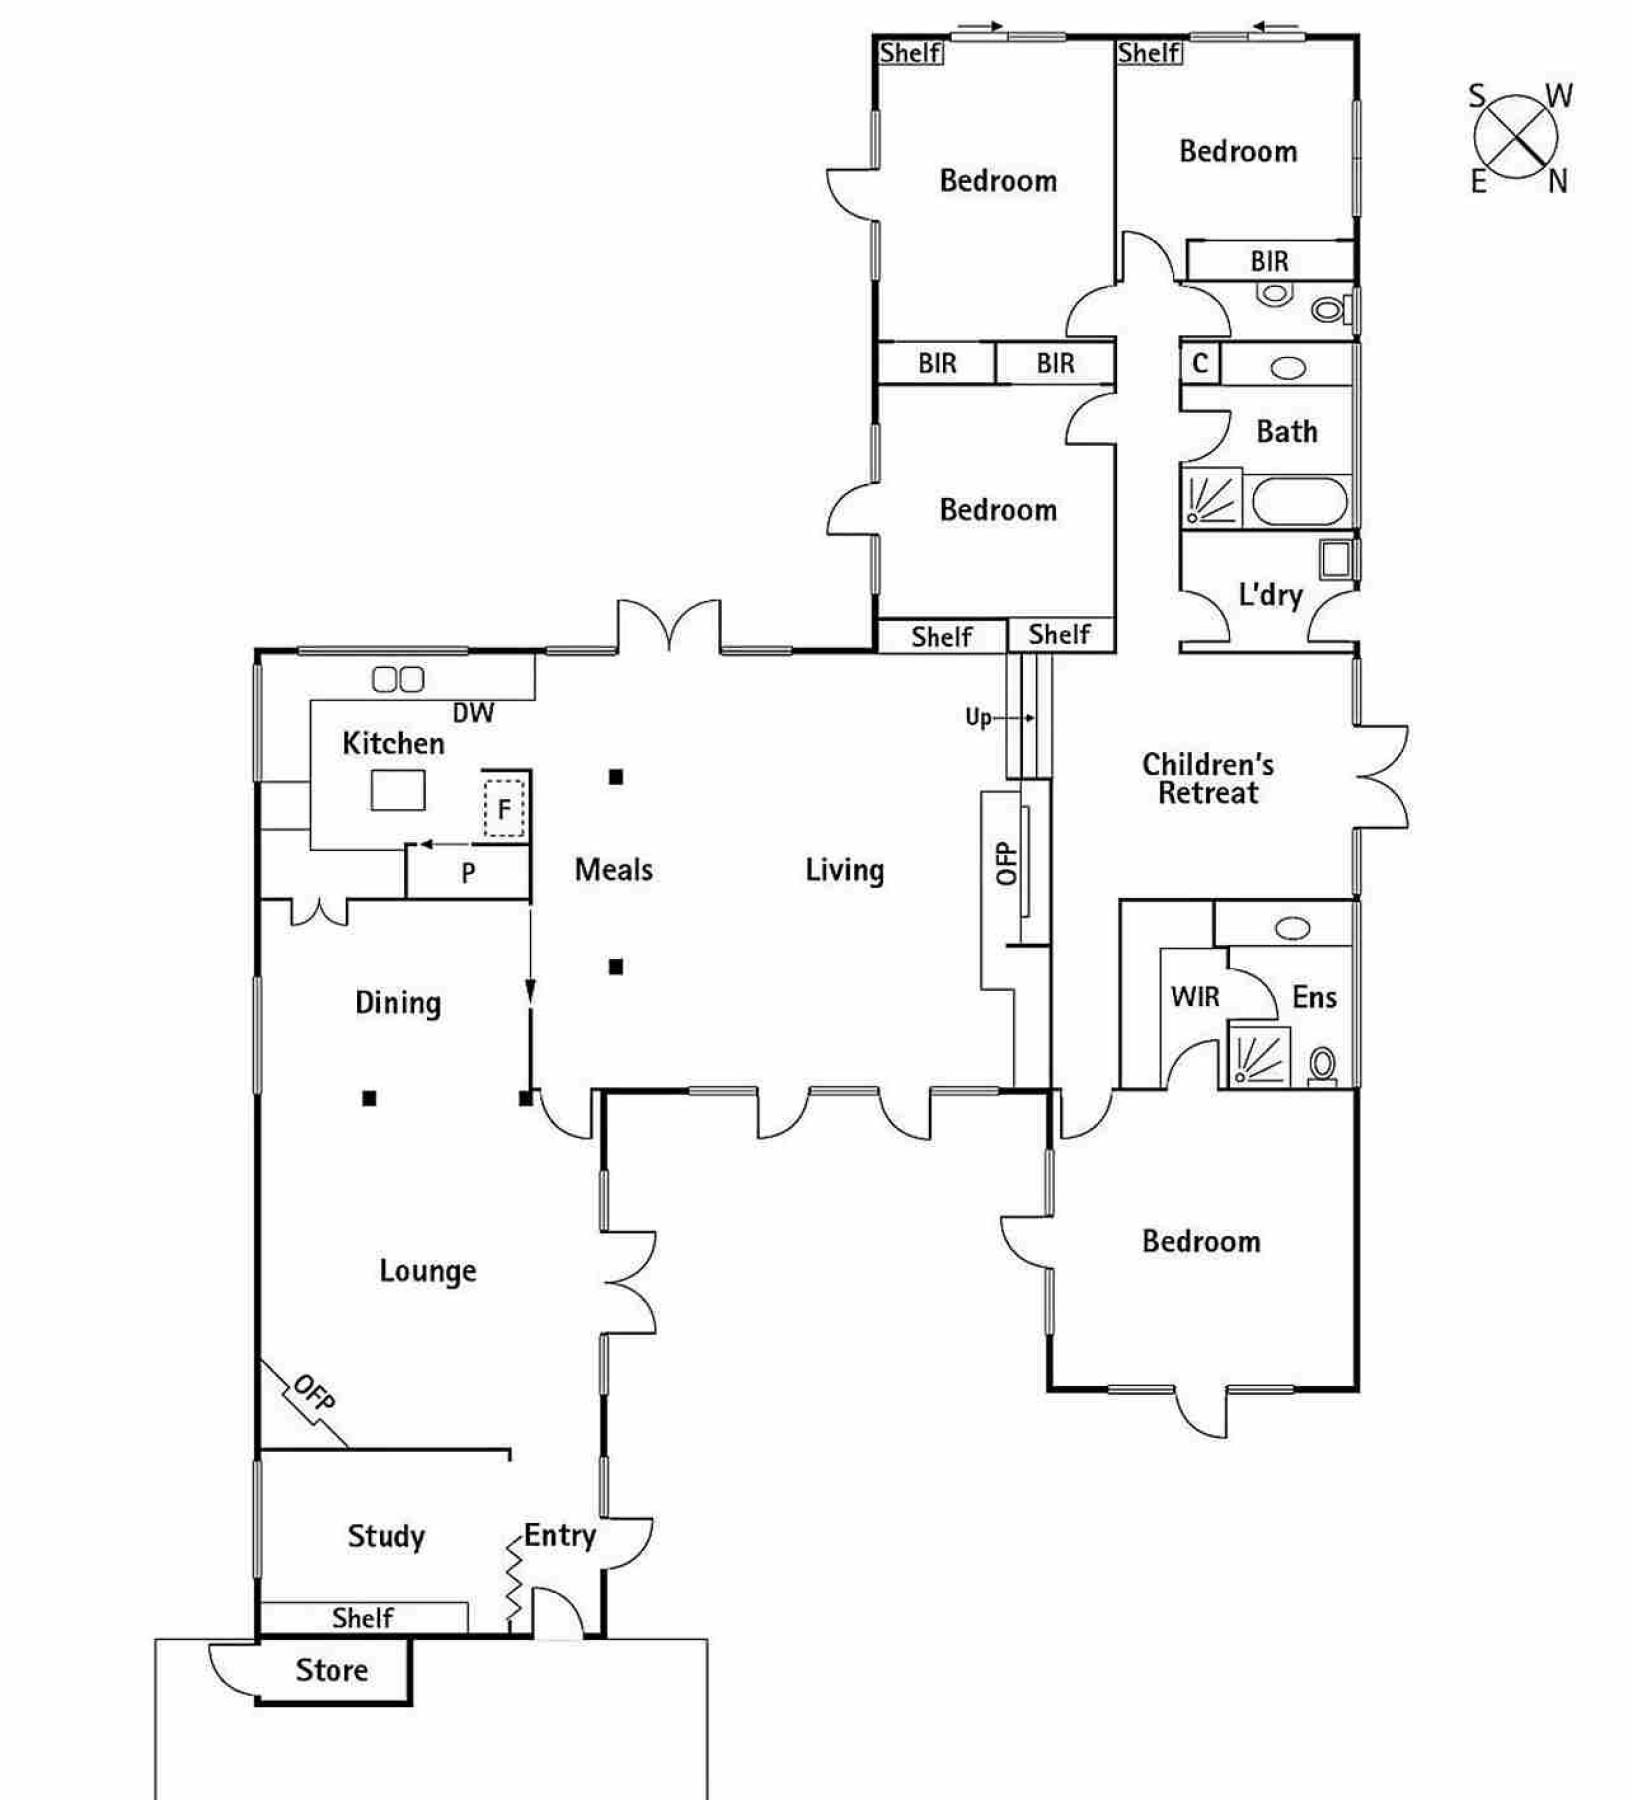 Shelf
Shelf
S
W
E
N
Bedroom
Bedroom
BIR
BIR
BIR
C
Bath
Bedroom
L'dry
Shelf
Shelf
DW
Up
Kitchen
Children's
Retreat
F
P
Meals
Living
OFP
Dining
WIR
Ens
Bedroom
Lounge
OFP
Study
Entry
Shelf
Store